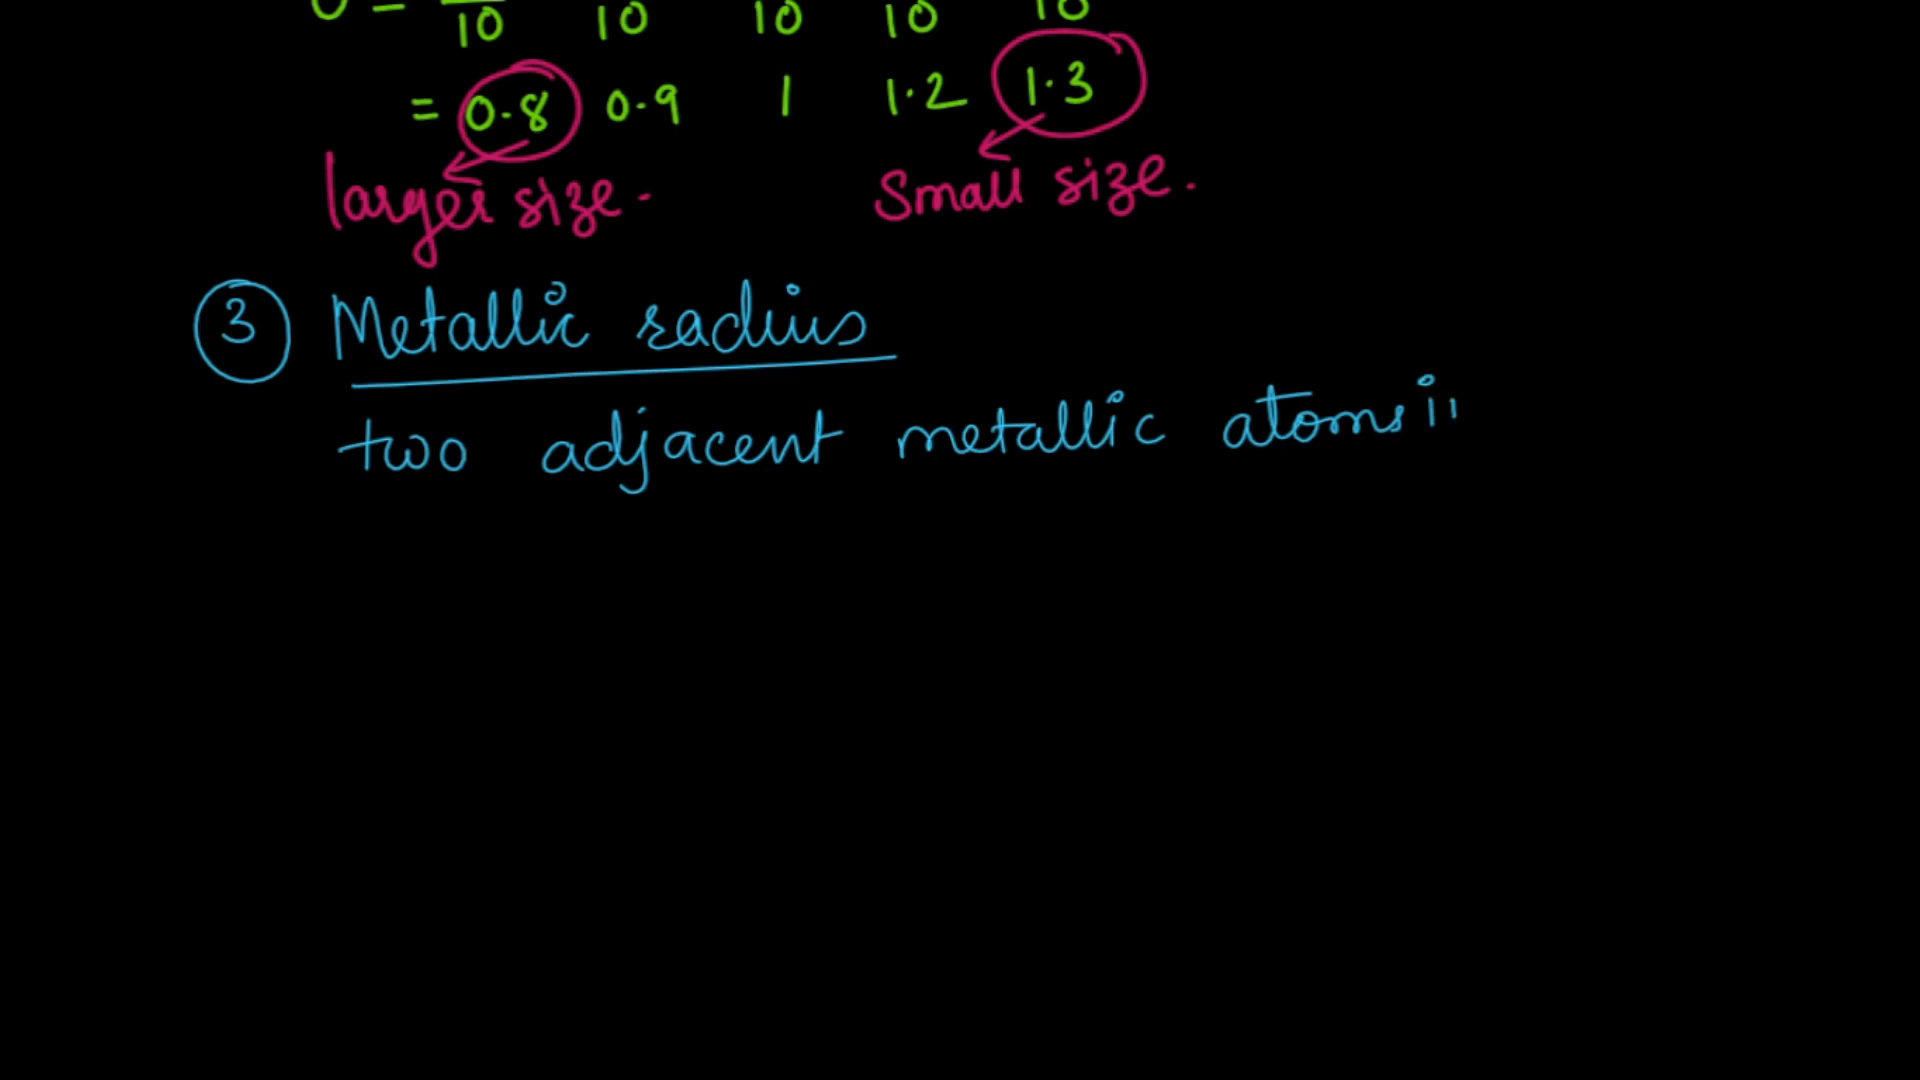 10 10 10 10 10
= 0.8 0.9 1 1.2 1.3
larger size. Small size.
3 Metallic radius
two adjacent metallic atoms